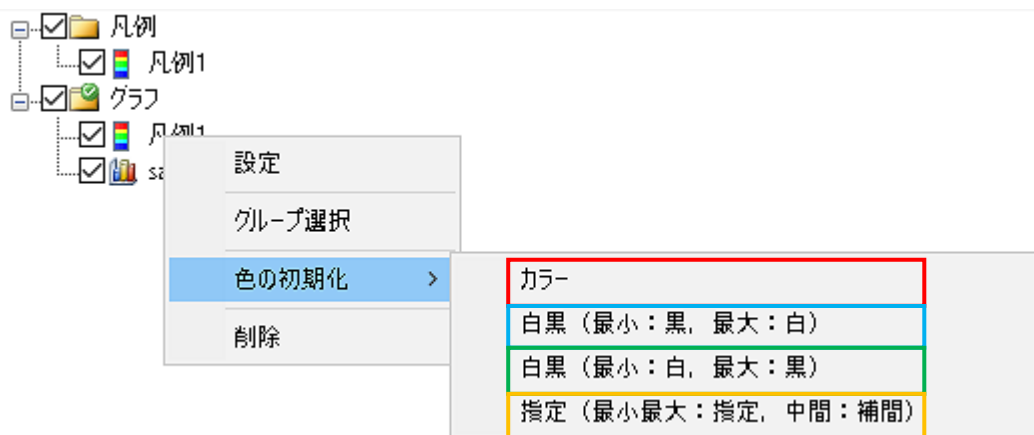 凡例
凡例1
グラフ
凡例1
設定
グループ選択
色の初期化
削除
カラー
白黒（最小：黒, 最大：白）
白黒（最小：白, 最大：黒）
指定（最小最大：指定, 中間：補間）